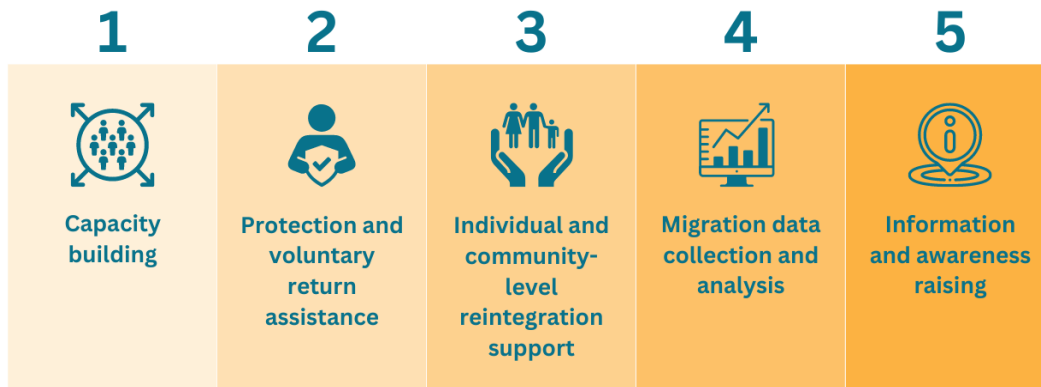 1
2
3
4
5
Capacity
building
Protection and
voluntary
return
assistance
Individual and
community-
level
reintegration
support
Migration data
collection and
analysis
Information
and awareness
raising